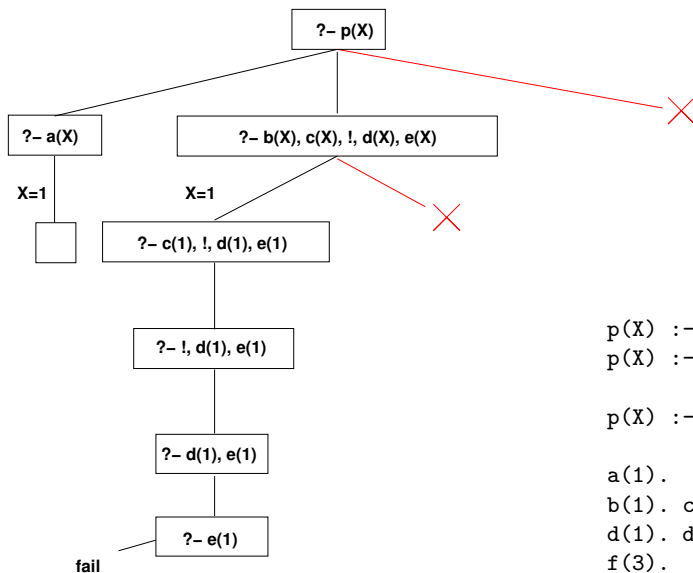 ?– p(X)
?– a(X)
?– b(X), c(X), !, d(X), e(X)
X=1
X=1
?– c(1), !, d(1), e(1)
?– !, d(1), e(1)
?– d(1), e(1)
?– e(1)
fail
p(X) :–
p(X) :–
p(X) :–
a(1).
b(1). c
d(1). d
f(3).